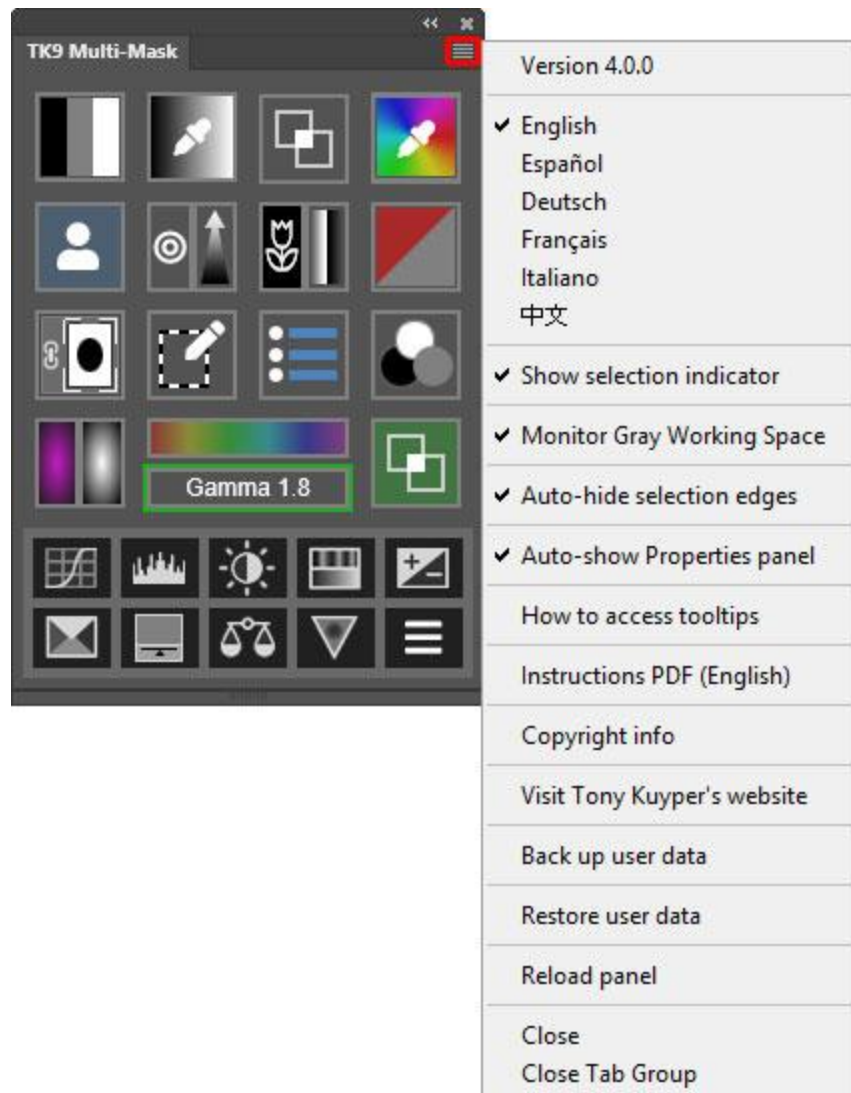 TK9 Multi-Mask
Gamma 1.8
Version 4.0.0
English
Español
Deutsch
Français
Italiano
中文
Show selection indicator
Monitor Gray Working Space
Auto-hide selection edges
Auto-show Properties panel
How to access tooltips
Instructions PDF (English)
Copyright info
Visit Tony Kuyper's website
Back up user data
Restore user data
Reload panel
Close
Close Tab Group